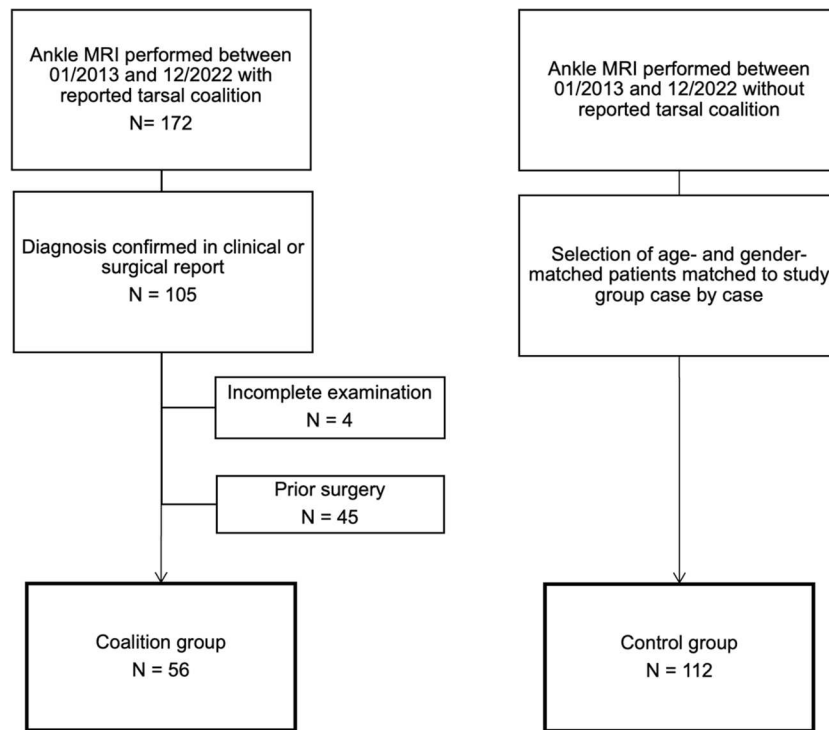 Ankle MRI performed between
01/2013 and 12/2022 with
reported tarsal coalition
N= 172
Diagnosis confirmed in clinical or
surgical report
N = 105
Incomplete examination
N = 4
Prior surgery
N = 45
Coalition group
N = 56
Ankle MRI performed between
01/2013 and 12/2022 without
reported tarsal coalition
Selection of age- and gender-
matched patients matched to study
group case by case
Control group
N = 112